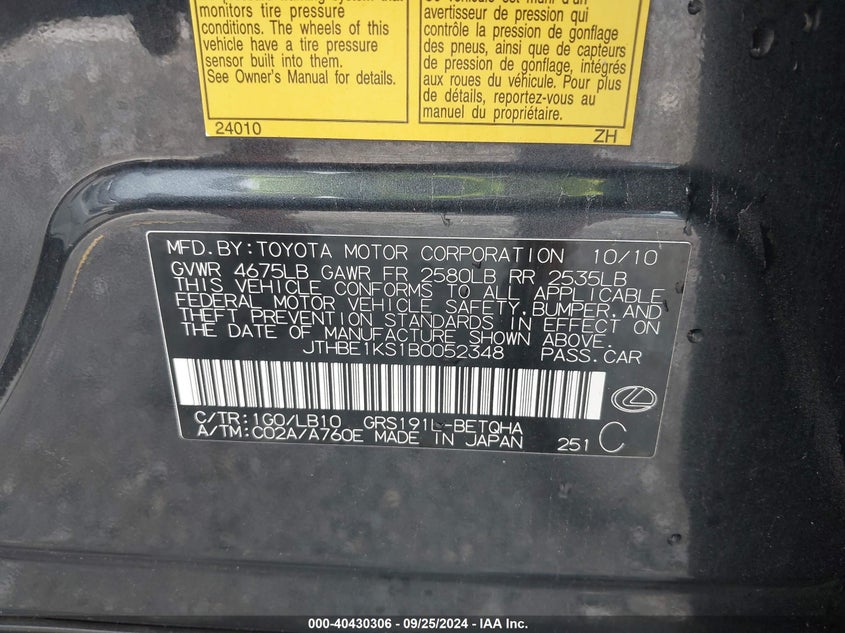 monitors tire pressure
conditions. The wheels of this
vehicle have a tire pressure
sensor built into them.
See Owner's Manual for details.
avertisseur de pression qui
contrôle la pression de gonflage
des pneus, ainsi que de capteurs
de pression de gonflage, intégrés
aux roues du véhicule. Pour plus
de détails, reportez-vous au
manuel du propriétaire.
24010
ZH
MFD.BY:TOYOTA MOTOR CORPORATION 10/10
GVWR 4675LB GAWR FR 2580LB RR 2535LB
THIS VEHICLE CONFORMS TO ALL APPLICABLE
FEDERAL MOTOR VEHICLE SAFETY,BUMPER,AND
THEFT PREVENTION STANDARDS IN EFFECT ON
THE DATE OF MANUFACTURE SHOWN ABOVE.
JTHBE1KS1B0052348 PASS.CAR
C/TR:1G0/LB10 GRS191L-BETQHA
A/TM:C02A/A760E MADE IN JAPAN
251 C
000-40430306 - 09/25/2024 - IAA Inc.